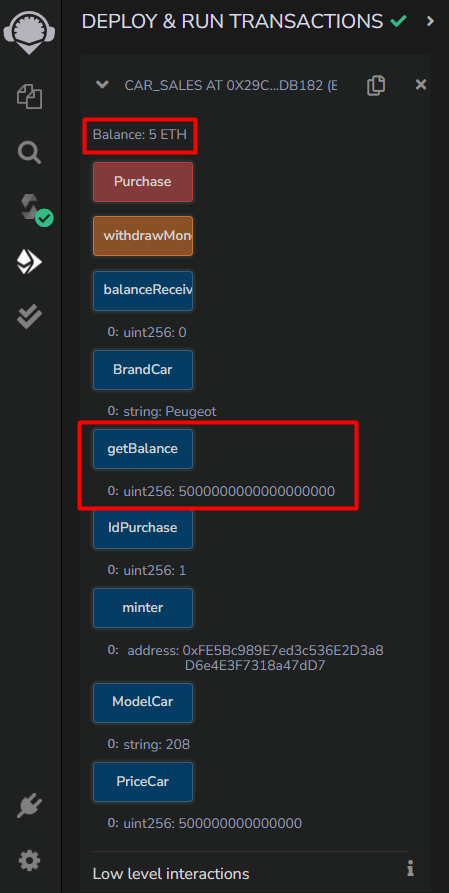 DEPLOY & RUN TRANSACTIONS
CAR_SALES AT 0X29C...DB182 (E
Balance: 5 ETH
Purchase
withdrawMon
balanceReceiv
0: uint256: 0
BrandCar
0: string: Peugeot
getBalance
0: uint256: 5000000000000000000
IdPurchase
0: uint256: 1
minter
0: address: 0xFE5Bc989E7ed3c536E2D3a8
D6e4E3F7318a47dD7
ModelCar
0: string: 208
PriceCar
0: uint256: 500000000000000
Low level interactions